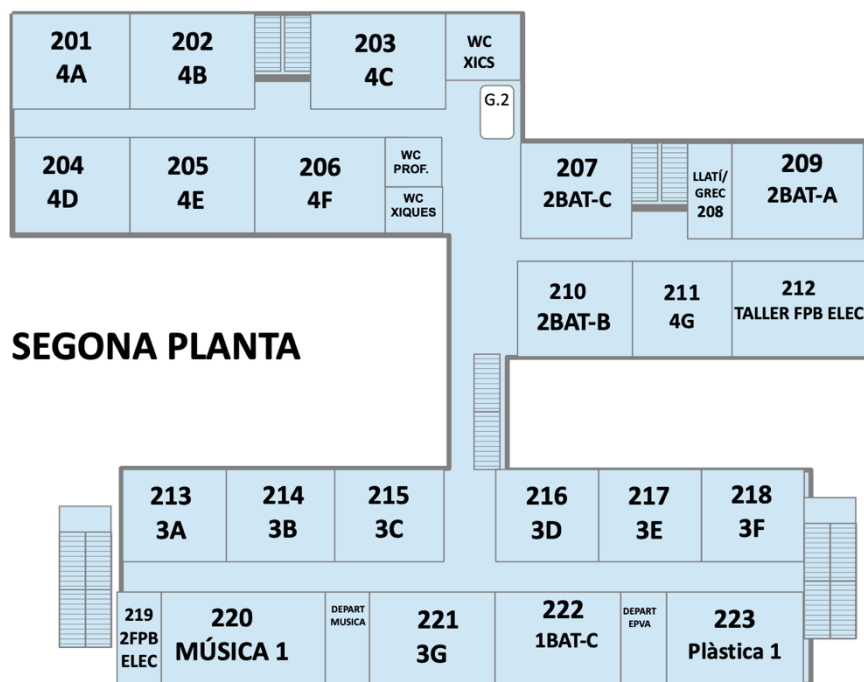 201
4A
202
4B
203
4C
WC
XICS
G.2
204
4D
205
4E
206
4F
WC
PROF.
WC
XIQUES
207
2BAT-C
LLATÍ/
GREC
208
209
2BAT-A
210
2BAT-B
211
4G
212
TALLER FPB ELEC
SEGONA PLANTA
213
3A
214
3B
215
3C
216
3D
217
3E
218
3F
219
2FPB
ELEC
220
MÚSICA 1
DEPART
MUSICA
221
3G
222
1BAT-C
DEPART
EPVA
223
Plàstica 1